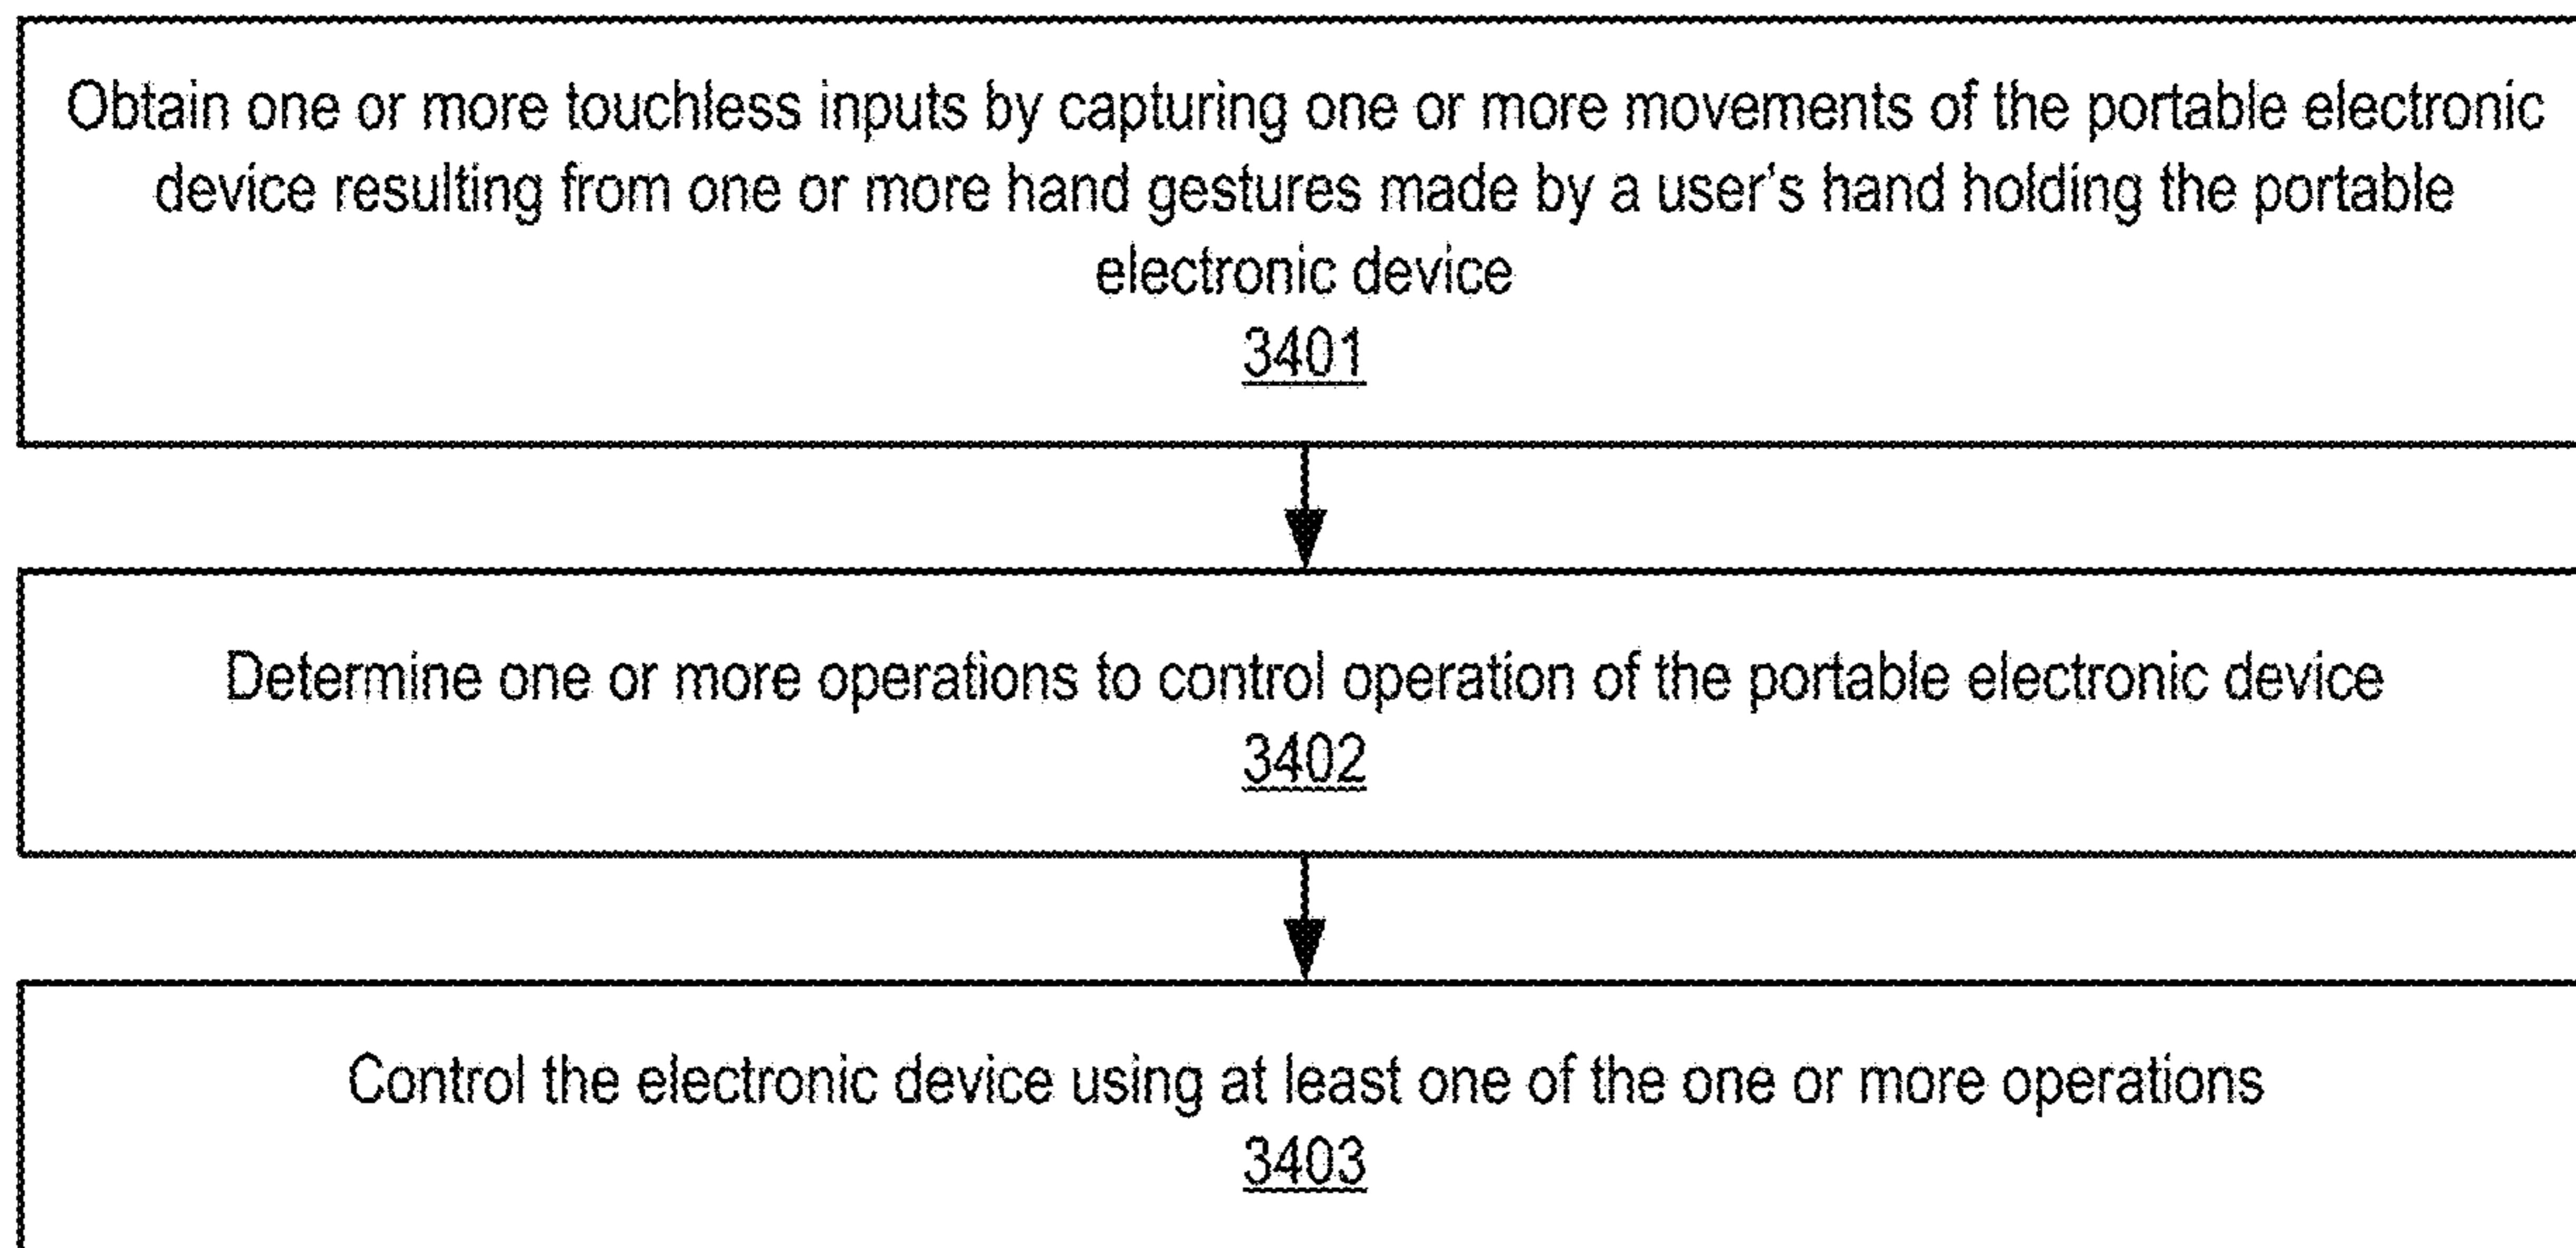 Obtain one or more touchless inputs by capturing one or more movements of the portable electronic
device resulting from one or more hand gestures made by a user's hand holding the portable
electronic device
3401
Determine one or more operations to control operation of the portable electronic device
3402
Control the electronic device using at least one of the one or more operations
3403